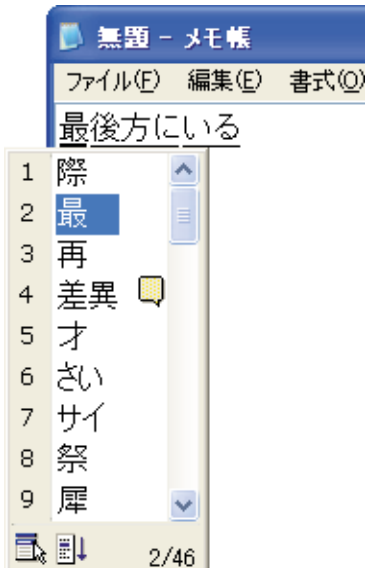 無題 - メモ帳
ファイル(F) 編集(E) 書式(O)
最後方にいる
1 際
2 最
3 再
4 差異
5 才
6 さい
7 サイ
8 祭
9 犀
2/46